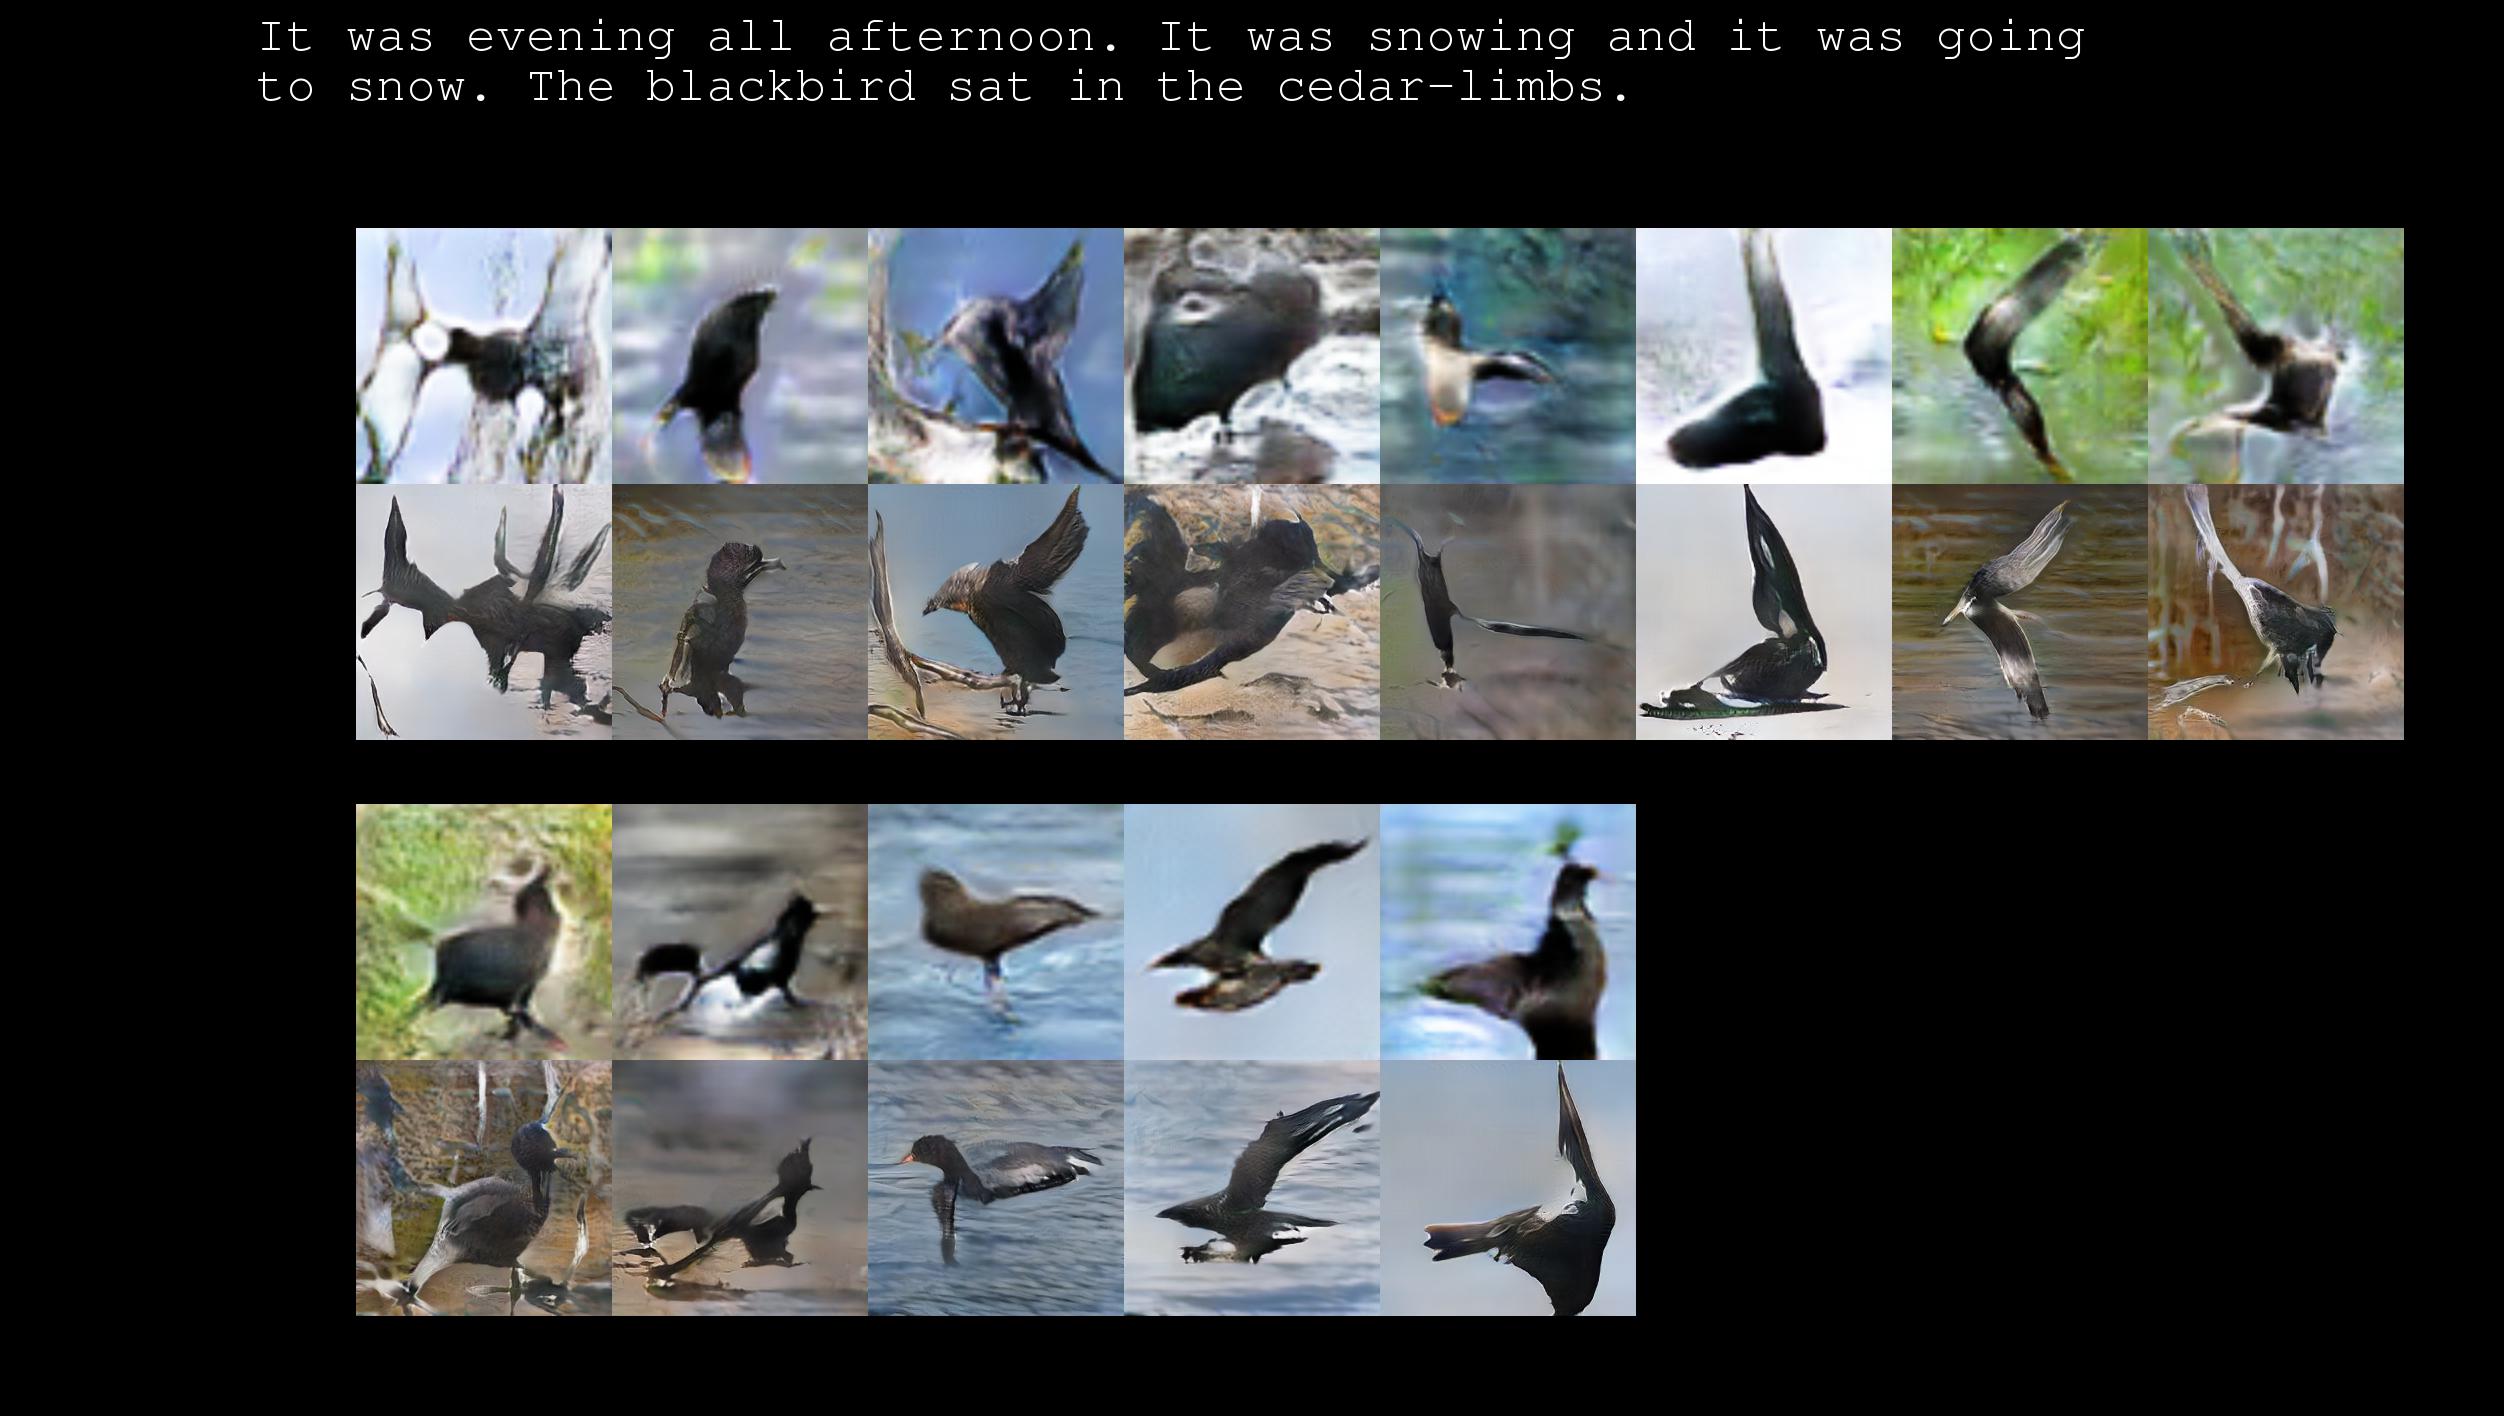 It was evening all afternoon. It was snowing and it was going
to snow. The blackbird sat in the cedar-limbs.